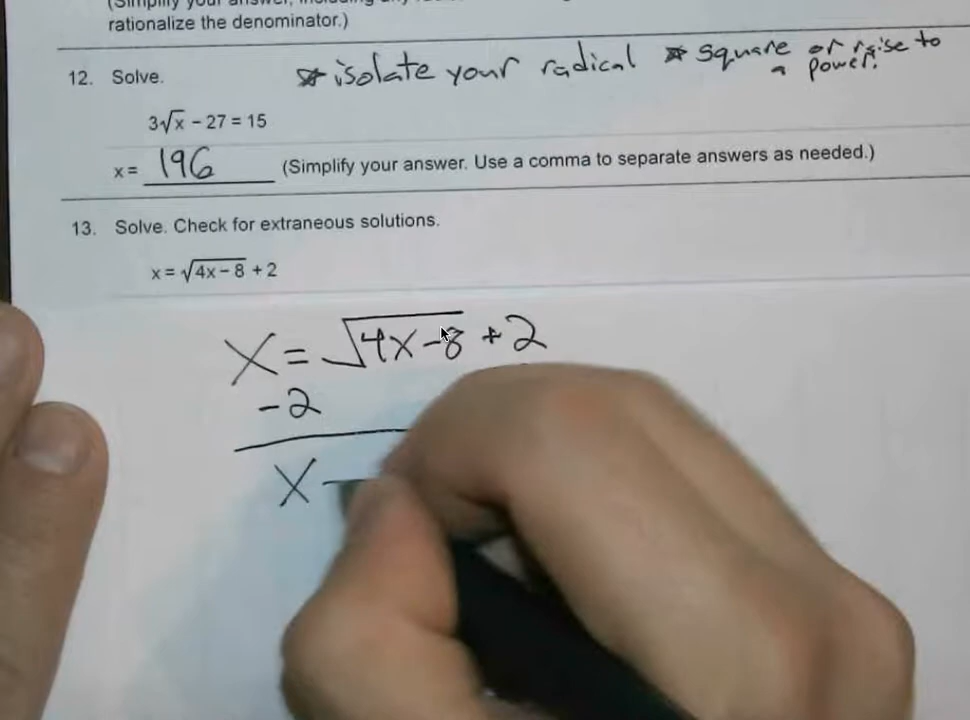 rationalize the denominator.)
12. Solve. * isolate your radical * square or raise to a power.
3√x − 27 = 15
x = 196 (Simplify your answer. Use a comma to separate answers as needed.)
13. Solve. Check for extraneous solutions.
x = √4x − 8 + 2
x = √4x − 8 + 2
− 2
x −